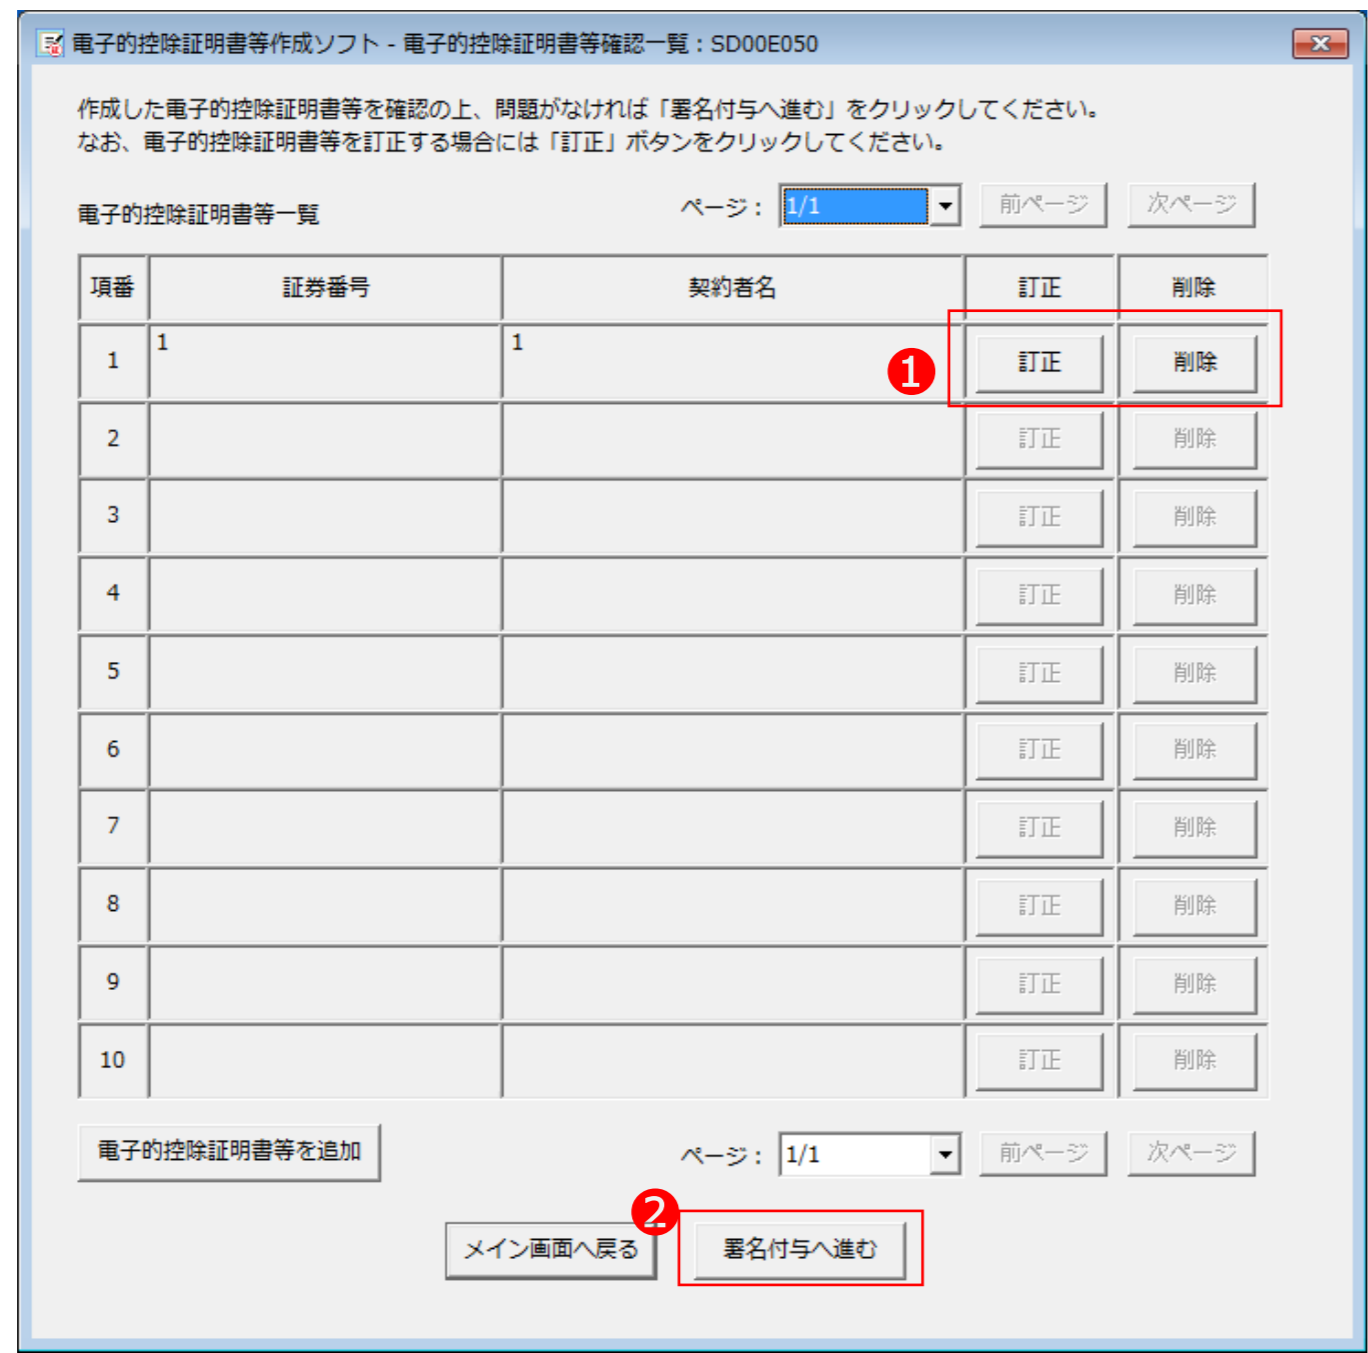 電子的控除証明書等作成ソフト - 電子的控除証明書等確認一覧：SD00E050
作成した電子的控除証明書等を確認の上、問題がなければ「署名付与へ進む」をクリックしてください。
なお、電子的控除証明書等を訂正する場合には「訂正」ボタンをクリックしてください。
電子的控除証明書等一覧 ページ： 1/1 前ページ 次ページ
項番 証券番号 契約者名 訂正 削除
1 1 1 ❶ 訂正 削除
2 訂正 削除
3 訂正 削除
4 訂正 削除
5 訂正 削除
6 訂正 削除
7 訂正 削除
8 訂正 削除
9 訂正 削除
10 訂正 削除
電子的控除証明書等を追加 ページ： 1/1 前ページ 次ページ
メイン画面へ戻る ❷ 署名付与へ進む